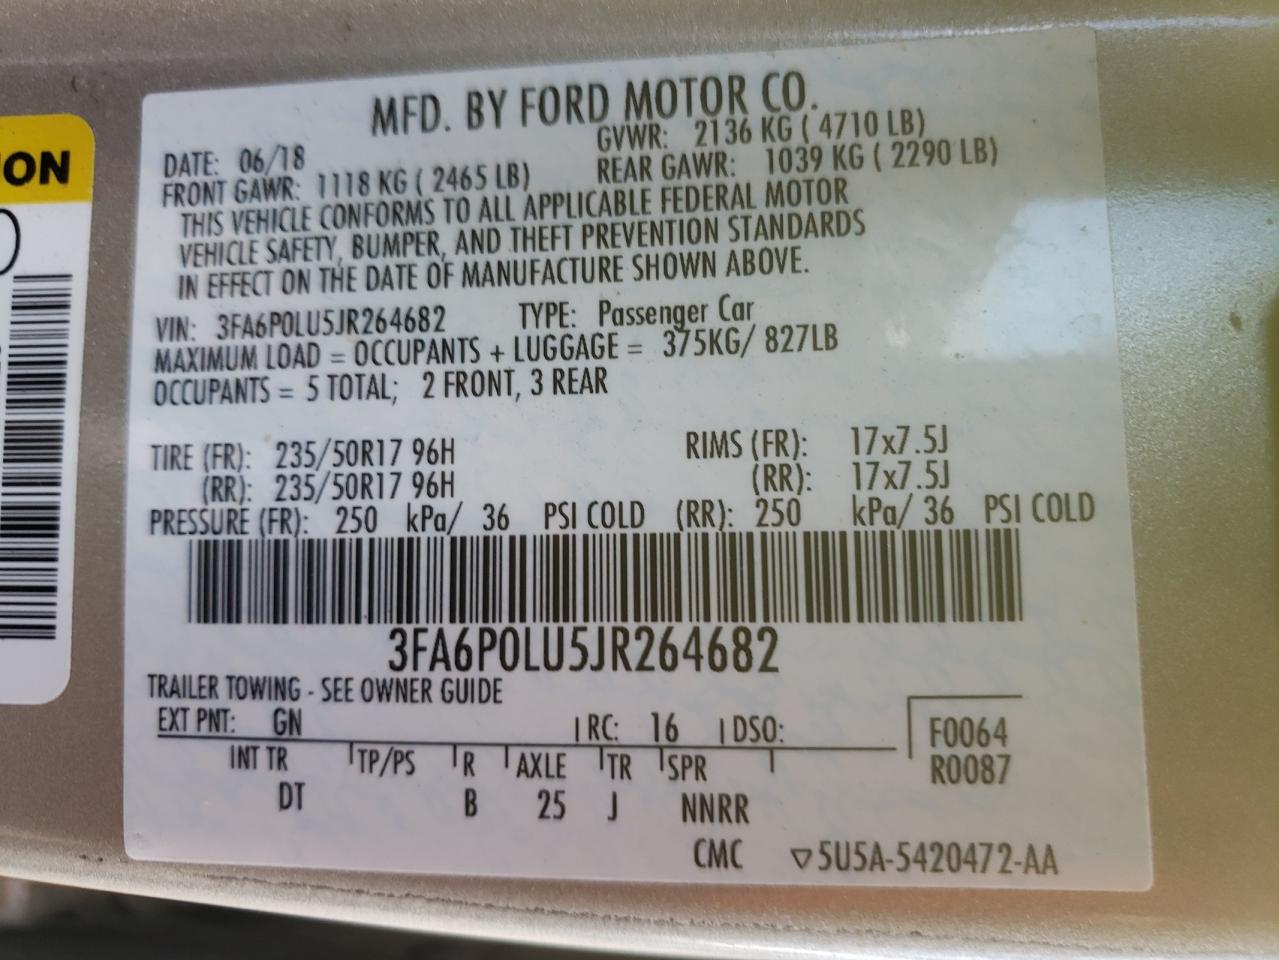 ION
MFD. BY FORD MOTOR CO.
DATE: 06/18 GVWR: 2136 KG ( 4710 LB)
FRONT GAWR: 1118 KG ( 2465 LB) REAR GAWR: 1039 KG ( 2290 LB)
THIS VEHICLE CONFORMS TO ALL APPLICABLE FEDERAL MOTOR
VEHICLE SAFETY, BUMPER, AND THEFT PREVENTION STANDARDS
IN EFFECT ON THE DATE OF MANUFACTURE SHOWN ABOVE.
VIN: 3FA6P0LU5JR264682 TYPE: Passenger Car
MAXIMUM LOAD = OCCUPANTS + LUGGAGE = 375KG/ 827LB
OCCUPANTS = 5 TOTAL; 2 FRONT, 3 REAR
TIRE (FR): 235/50R17 96H RIMS (FR): 17x7.5J
(RR): 235/50R17 96H (RR): 17x7.5J
PRESSURE (FR): 250 kPa/ 36 PSI COLD (RR): 250 kPa/ 36 PSI COLD
3FA6P0LU5JR264682
TRAILER TOWING - SEE OWNER GUIDE
EXT PNT: GN RC: 16 DSO: F0064
INT TR TP/PS R AXLE TR SPR R0087
DT B 25 J NNRR
CMC ▽5U5A-5420472-AA